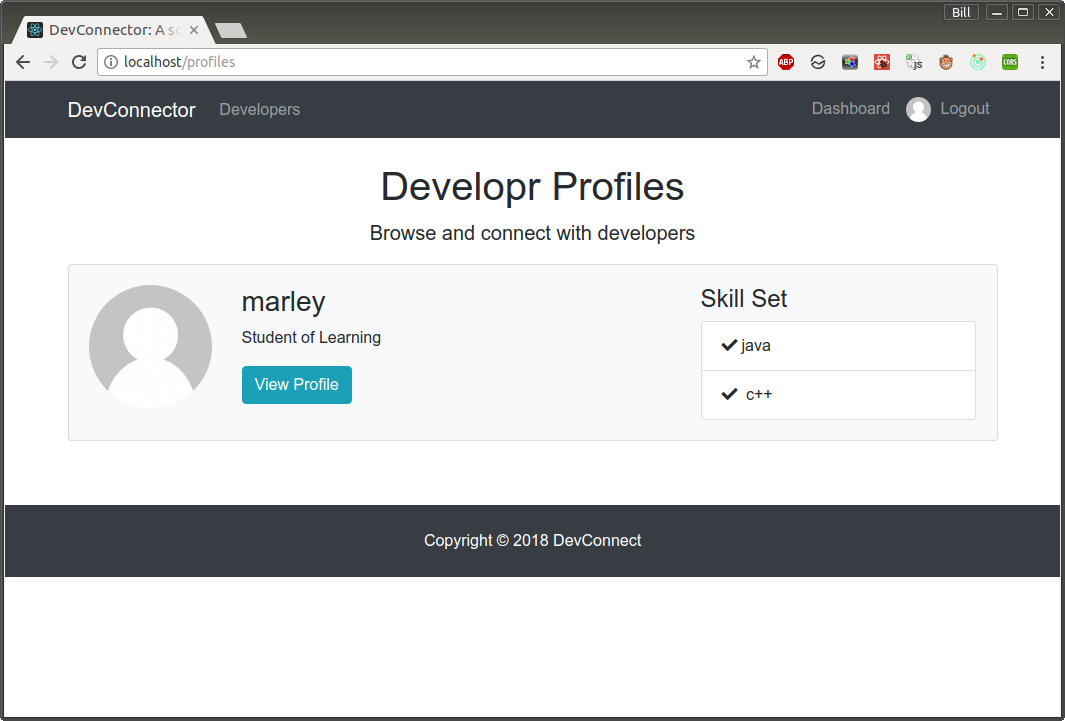 Bill
DevConnector: A so
localhost/profiles
ABP
JS
CORS
DevConnector Developers Dashboard Logout
Developr Profiles
Browse and connect with developers
marley
Student of Learning
View Profile
Skill Set
java
c++
Copyright © 2018 DevConnect